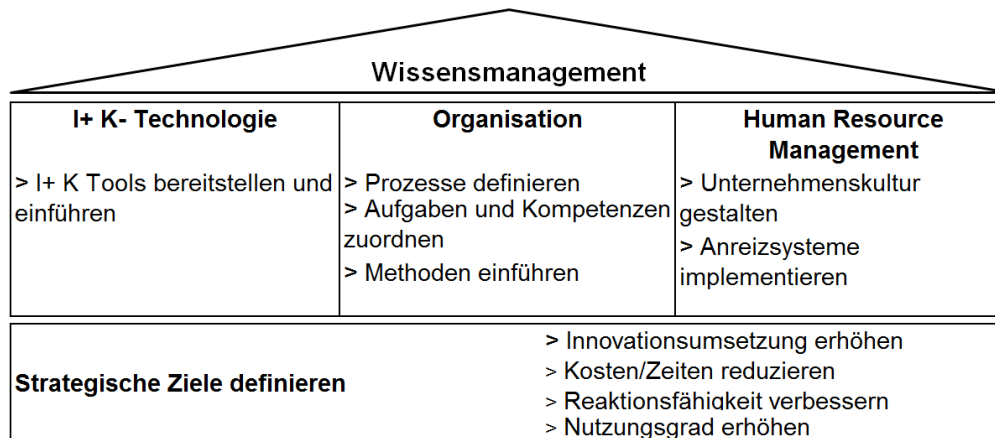 Wissensmanagement
I+ K- Technologie
> I+ K Tools bereitstellen und
einführen
Organisation
> Prozesse definieren
> Aufgaben und Kompetenzen
zuordnen
> Methoden einführen
Human Resource
Management
> Unternehmenskultur
gestalten
> Anreizsysteme
implementieren
Strategische Ziele definieren
> Innovationsumsetzung erhöhen
> Kosten/Zeiten reduzieren
> Reaktionsfähigkeit verbessern
> Nutzungsgrad erhöhen